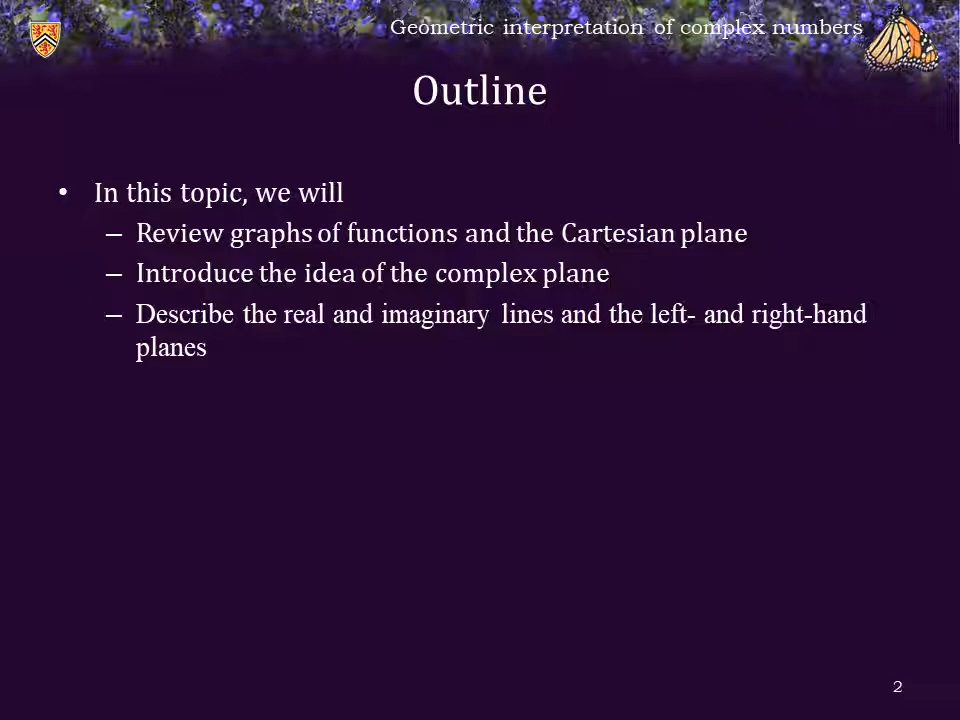 Geometric interpretation of complex numbers
Outline
• In this topic, we will
– Review graphs of functions and the Cartesian plane
– Introduce the idea of the complex plane
– Describe the real and imaginary lines and the left- and right-hand
planes
2